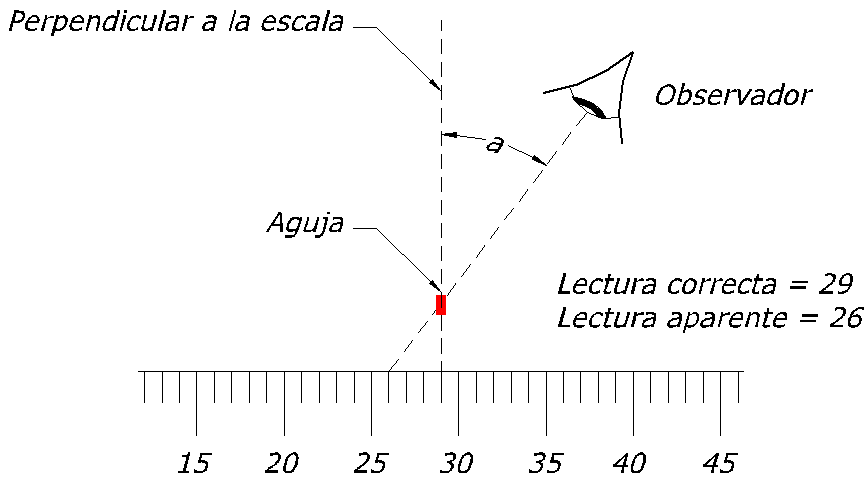 Perpendicular a la escala
Observador
a
Aguja
Lectura correcta = 29
Lectura aparente = 26
15 20 25 30 35 40 45